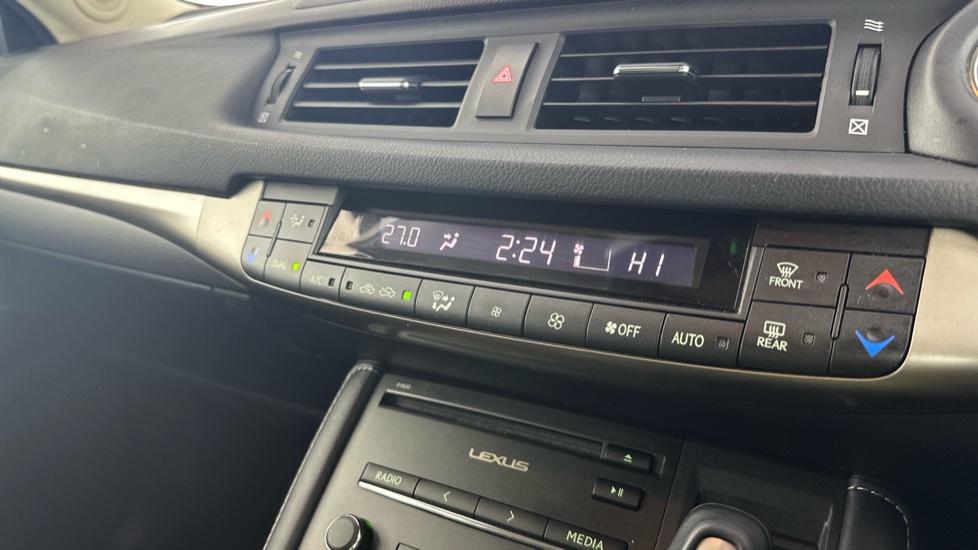 27.0 2:24 HI
FRONT
DUAL A/C OFF AUTO REAR
LEXUS
RADIO < > MEDIA